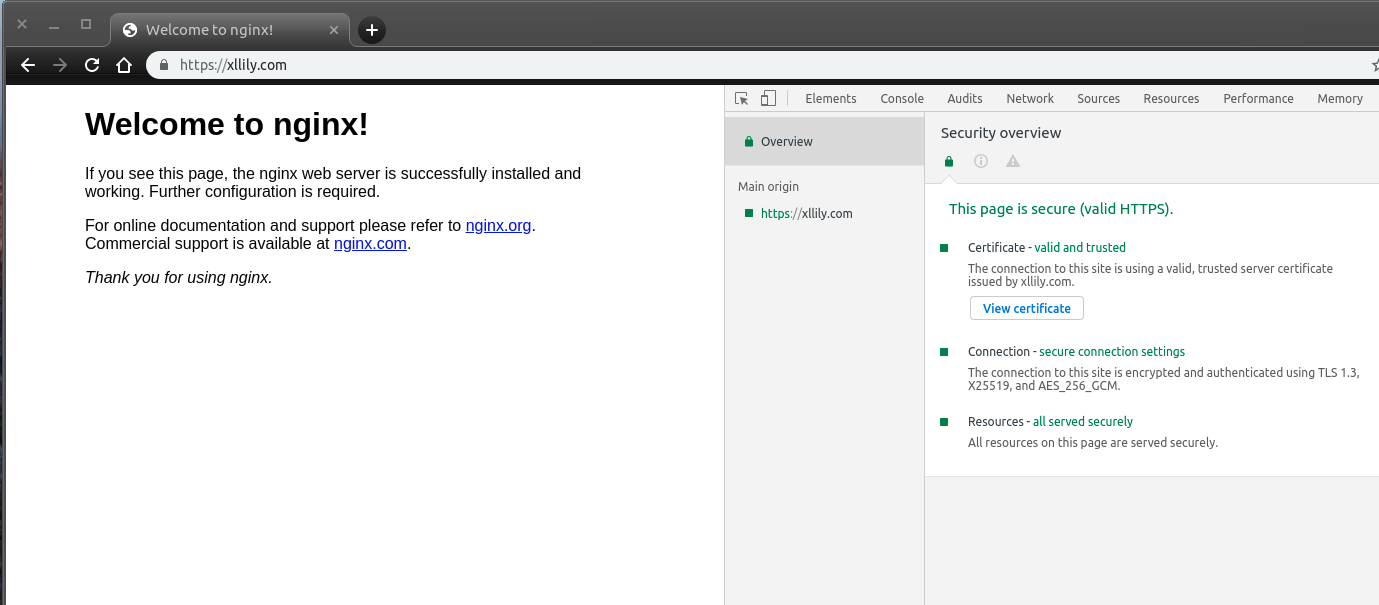 Welcome to nginx!
https://xllily.com
Welcome to nginx!
If you see this page, the nginx web server is successfully installed and
working. Further configuration is required.
For online documentation and support please refer to nginx.org.
Commercial support is available at nginx.com.
Thank you for using nginx.
Elements Console Audits Network Sources Resources Performance Memory
Overview
Main origin
https://xllily.com
Security overview
This page is secure (valid HTTPS).
Certificate - valid and trusted
The connection to this site is using a valid, trusted server certificate
issued by xllily.com.
View certificate
Connection - secure connection settings
The connection to this site is encrypted and authenticated using TLS 1.3,
X25519, and AES_256_GCM.
Resources - all served securely
All resources on this page are served securely.